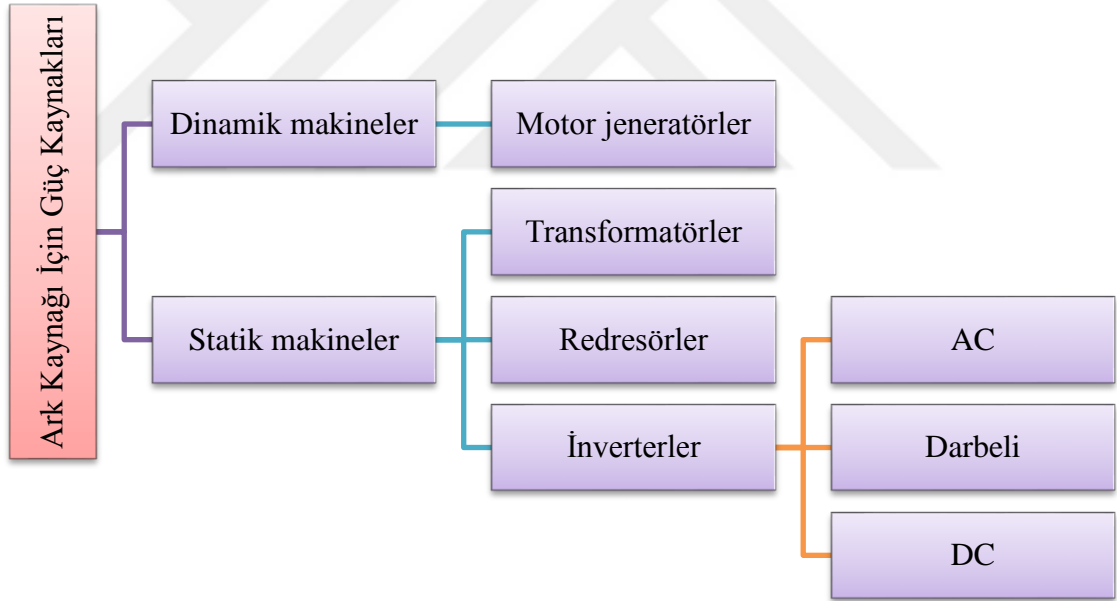 Ark Kaynağı İçin Güç Kaynakları
Dinamik makineler
Motor jeneratörler
Statik makineler
Transformatörler
Redresörler
İnverterler
AC
Darbeli
DC